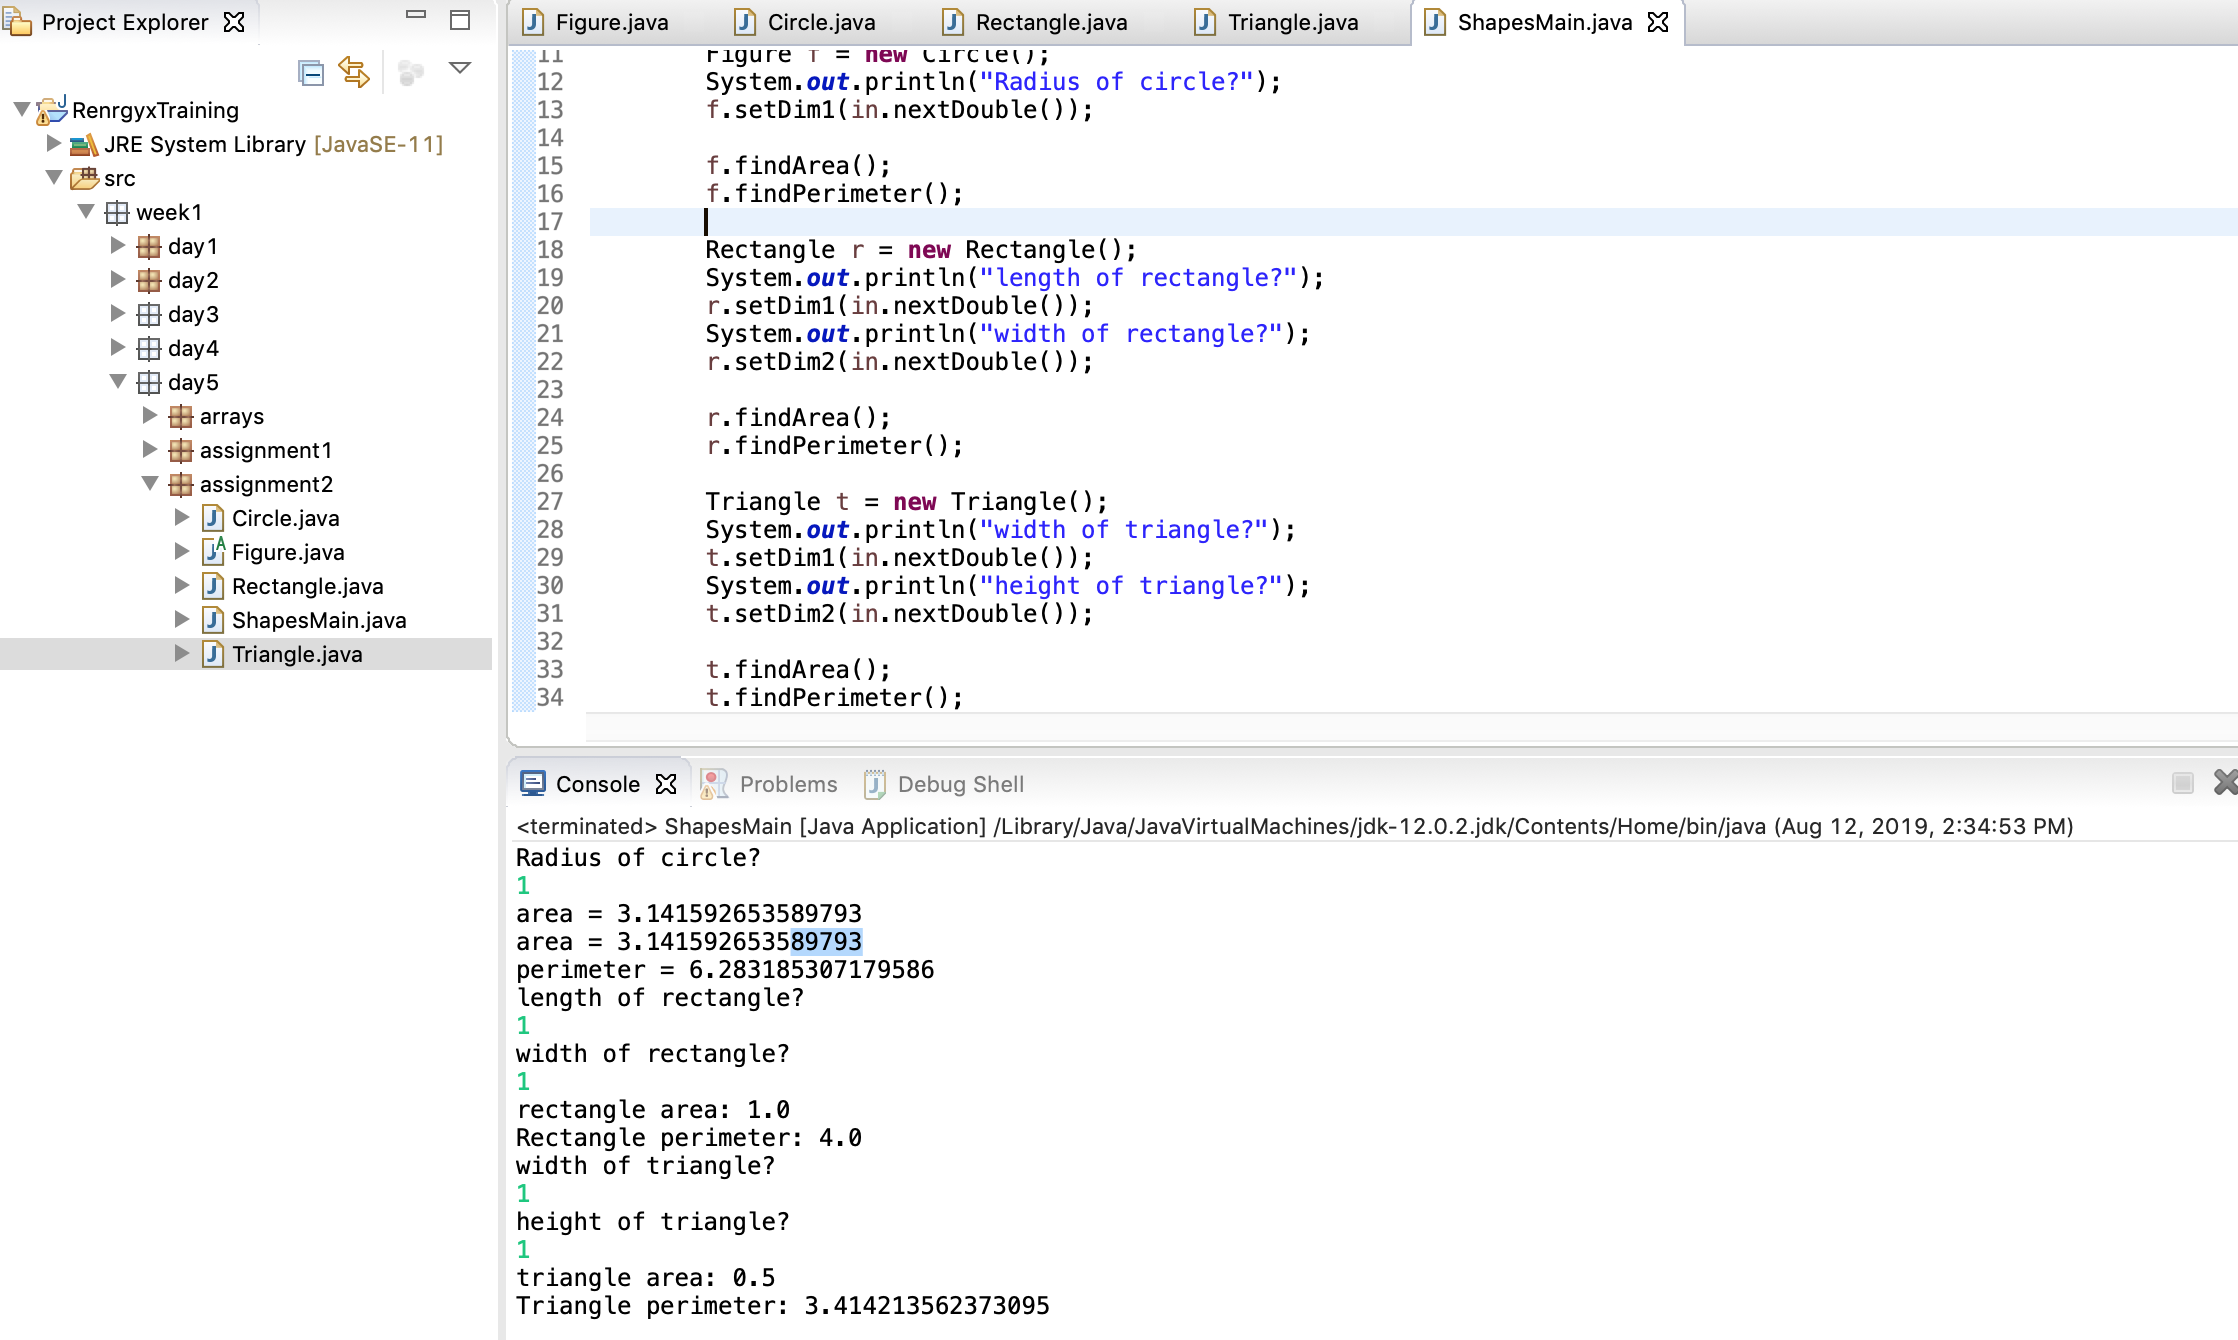 Project Explorer
RenrgyxTraining
JRE System Library [JavaSE-11]
src
week1
day1
day2
day3
day4
day5
arrays
assignment1
assignment2
Circle.java
Figure.java
Rectangle.java
ShapesMain.java
Triangle.java
Figure.java Circle.java Rectangle.java Triangle.java ShapesMain.java
11 Figure f = new Circle();
12 System.out.println("Radius of circle?");
13 f.setDim1(in.nextDouble());
14
15 f.findArea();
16 f.findPerimeter();
17
18 Rectangle r = new Rectangle();
19 System.out.println("length of rectangle?");
20 r.setDim1(in.nextDouble());
21 System.out.println("width of rectangle?");
22 r.setDim2(in.nextDouble());
23
24 r.findArea();
25 r.findPerimeter();
26
27 Triangle t = new Triangle();
28 System.out.println("width of triangle?");
29 t.setDim1(in.nextDouble());
30 System.out.println("height of triangle?");
31 t.setDim2(in.nextDouble());
32
33 t.findArea();
34 t.findPerimeter();
Console Problems Debug Shell
<terminated> ShapesMain [Java Application] /Library/Java/JavaVirtualMachines/jdk-12.0.2.jdk/Contents/Home/bin/java (Aug 12, 2019, 2:34:53 PM)
Radius of circle?
1
area = 3.141592653589793
area = 3.141592653589793
perimeter = 6.283185307179586
length of rectangle?
1
width of rectangle?
1
rectangle area: 1.0
Rectangle perimeter: 4.0
width of triangle?
1
height of triangle?
1
triangle area: 0.5
Triangle perimeter: 3.414213562373095